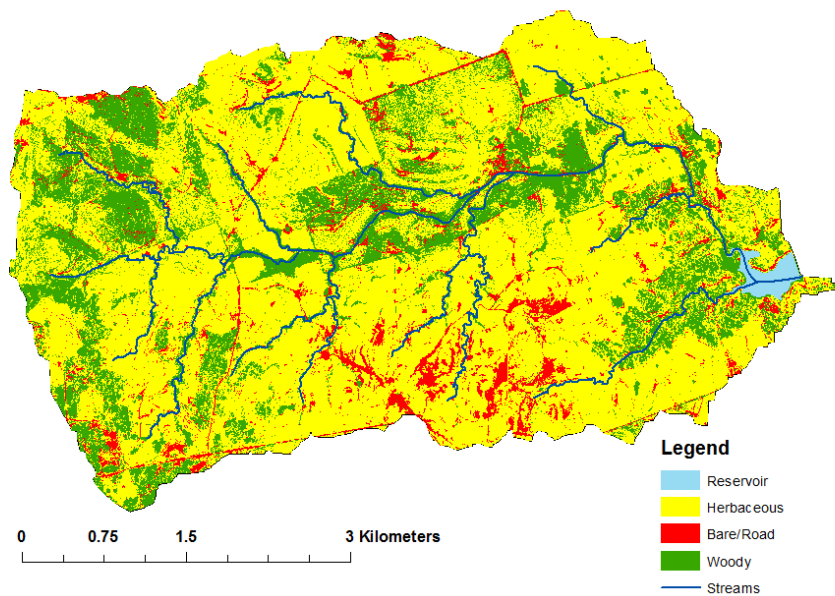 Legend
Reservoir
Herbaceous
Bare/Road
Woody
Streams
0 0.75 1.5 3 Kilometers